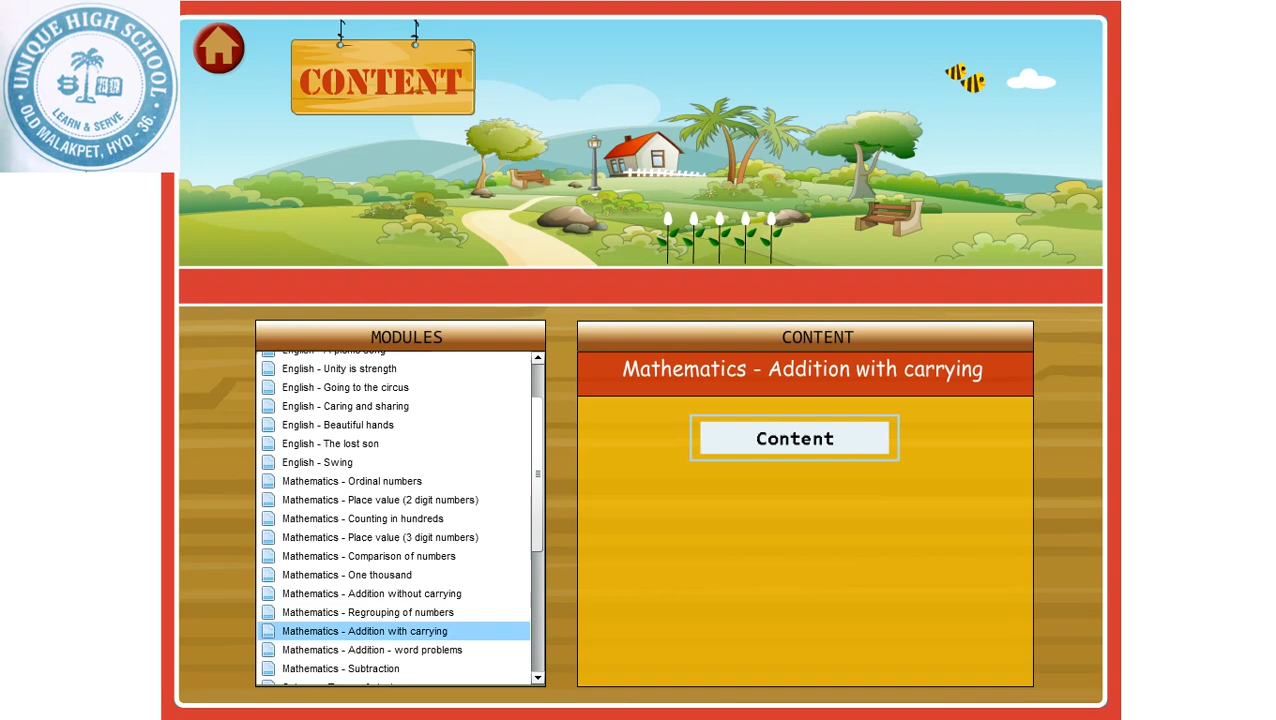 UNIQUE HIGH SCHOOL
LEARN & SERVE
• OLD MALAKPET, HYD - 36. •
CONTENT
MODULES
English - Unity is strength
English - Going to the circus
English - Caring and sharing
English - Beautiful hands
English - The lost son
English - Swing
Mathematics - Ordinal numbers
Mathematics - Place value (2 digit numbers)
Mathematics - Counting in hundreds
Mathematics - Place value (3 digit numbers)
Mathematics - Comparison of numbers
Mathematics - One thousand
Mathematics - Addition without carrying
Mathematics - Regrouping of numbers
Mathematics - Addition with carrying
Mathematics - Addition - word problems
Mathematics - Subtraction
CONTENT
Mathematics - Addition with carrying
Content